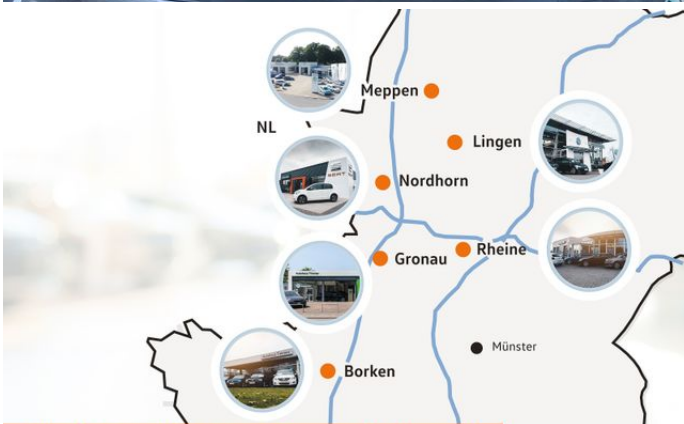 Meppen
NL
Lingen
Nordhorn
Gronau
Rheine
Münster
Borken